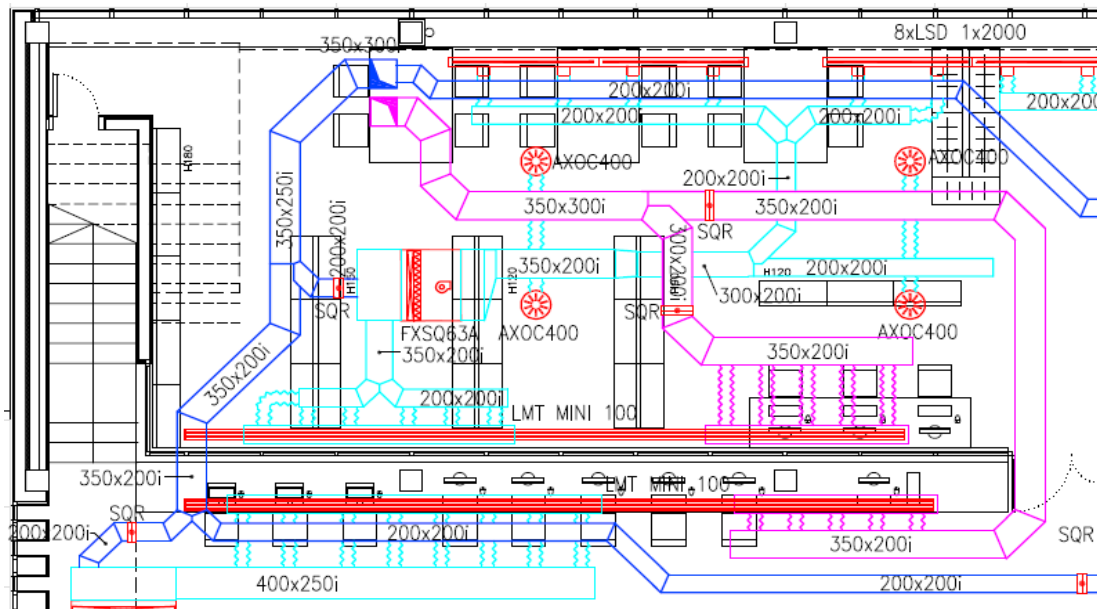 8xLSD 1x2000
350x300i
200x200i
200x200
200x200i
200x200i
H180
AXOC400
AXOC400
200x200i
350x250i
350x300i
350x200i
200x200i
SQR
300x200i
H120
350x200i
H120
200x200i
300x200i
SQR
SQR
AXOC400
AXOC400
FXSQ63A
350x200i
350x200i
350x200i
200x200i
LMT MINI 100
350x200i
LMT MINI 100
SQR
200x200i
200x200i
350x200i
SQR
400x250i
200x200i